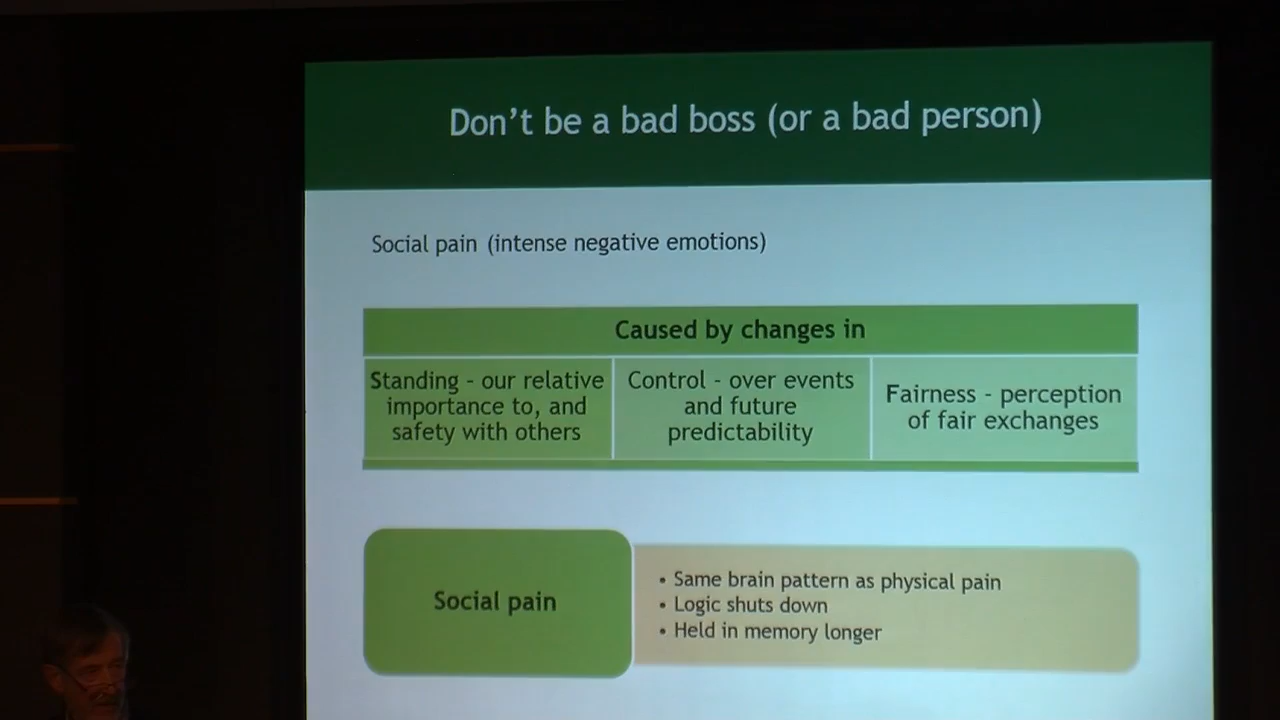 Don't be a bad boss (or a bad person)
Social pain (intense negative emotions)
Caused by changes in
Standing - our relative
importance to, and
safety with others
Control - over events
and future
predictability
Fairness - perception
of fair exchanges
Social pain
• Same brain pattern as physical pain
• Logic shuts down
• Held in memory longer